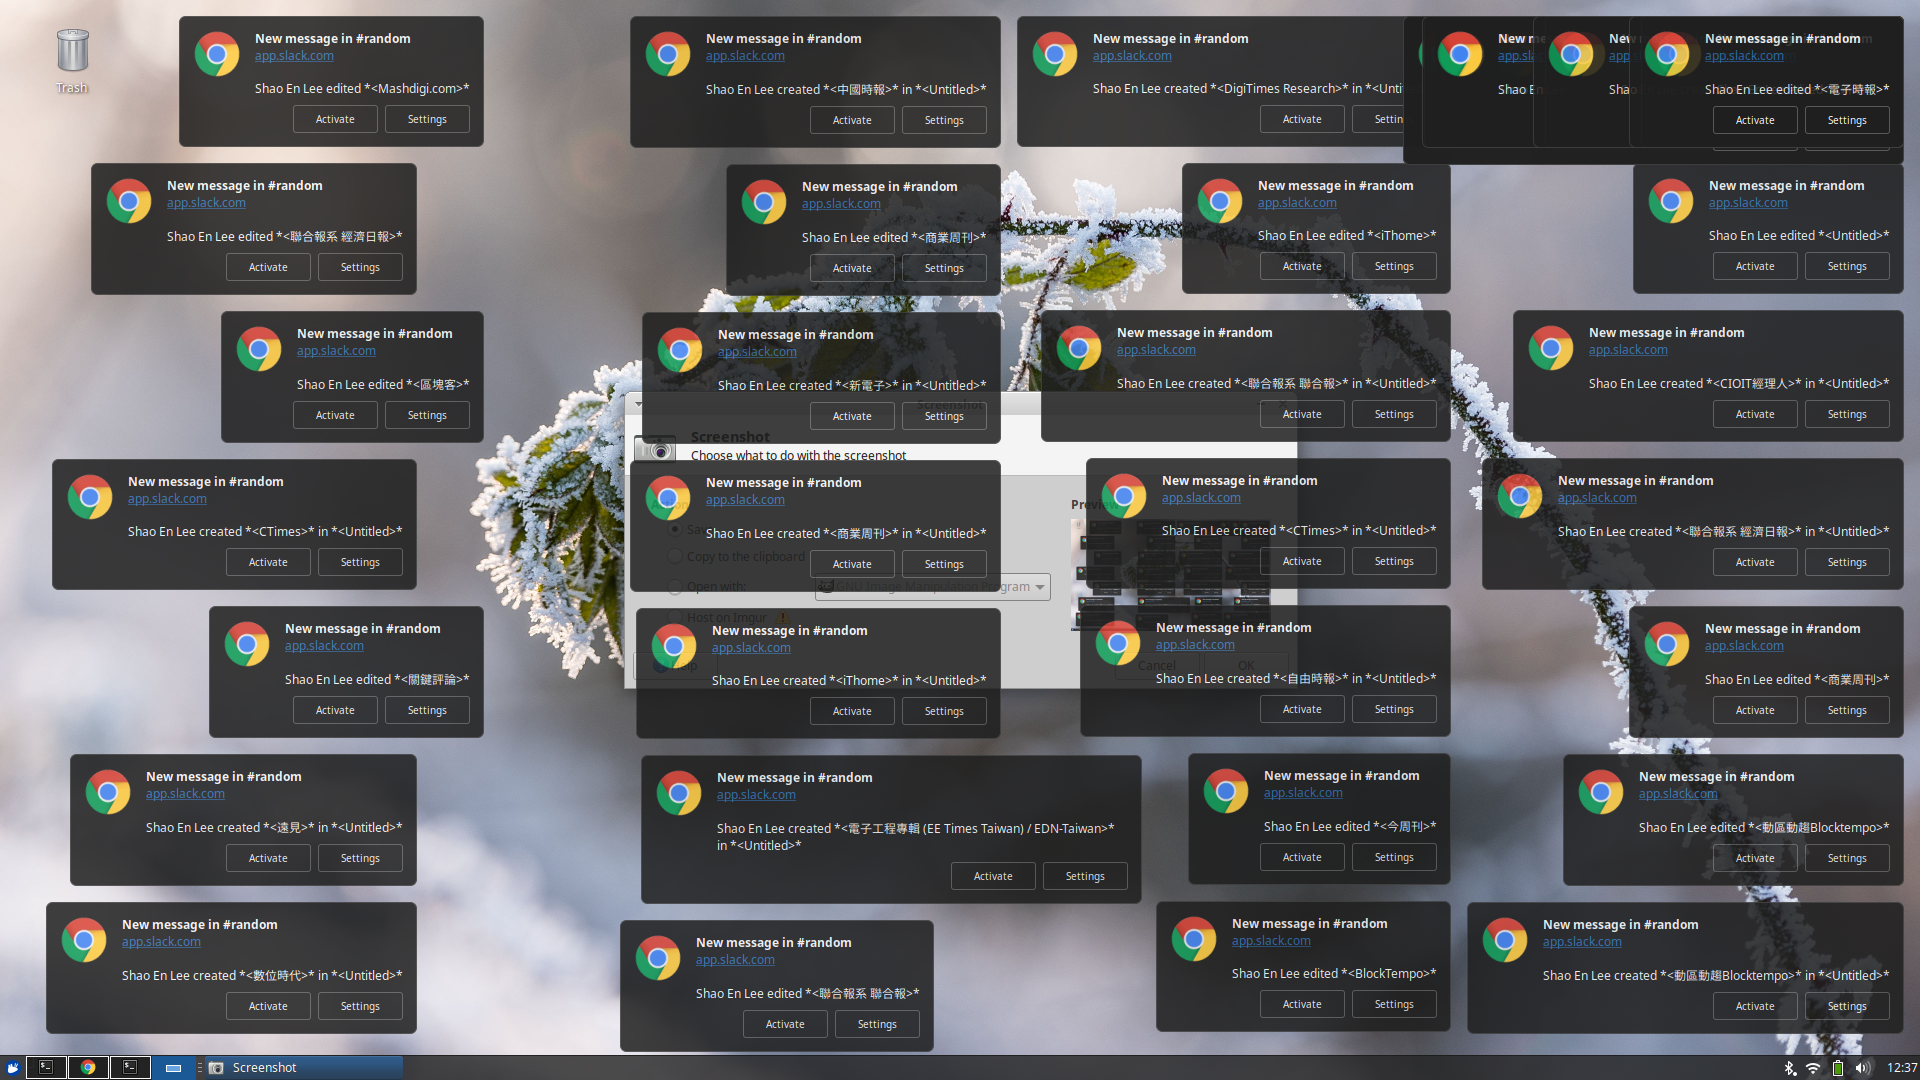 Trash
New message in #random
app.slack.com
Shao En Lee edited *<Mashdigi.com>*
Activate
Settings
New message in #random
app.slack.com
Shao En Lee edited *<聯合報系 經濟日報>*
Activate
Settings
New message in #random
app.slack.com
Shao En Lee edited *<區塊客>*
Activate
Settings
New message in #random
app.slack.com
Shao En Lee created *<CTimes>* in *<Untitled>*
Activate
Settings
New message in #random
app.slack.com
Shao En Lee edited *<關鍵評論>*
Activate
Settings
New message in #random
app.slack.com
Shao En Lee created *<遠見>* in *<Untitled>*
Activate
Settings
New message in #random
app.slack.com
Shao En Lee created *<數位時代>* in *<Untitled>*
Activate
Settings
New message in #random
app.slack.com
Shao En Lee created *<中國時報>* in *<Untitled>*
Activate
Settings
New message in #random
app.slack.com
Shao En Lee edited *<商業周刊>*
Activate
Settings
New message in #random
app.slack.com
Shao En Lee created *<新電子>* in *<Untitled>*
Activate
Settings
Screenshot
Screenshot
Choose what to do with the screenshot
New message in #random
app.slack.com
Shao En Lee created *<商業周刊>* in *<Untitled>*
Activate
Settings
Copy to the clipboard
Open with:
GNU Image Manipulation Program
Host on Imgur
Preview
Cancel
OK
New message in #random
app.slack.com
Shao En Lee created *<iThome>* in *<Untitled>*
Activate
Settings
New message in #random
app.slack.com
Shao En Lee created *<電子工程專輯 (EE Times Taiwan) / EDN-Taiwan>*
in *<Untitled>*
Activate
Settings
New message in #random
app.slack.com
Shao En Lee edited *<聯合報系 聯合報>*
Activate
Settings
New message in #random
app.slack.com
Shao En Lee created *<DigiTimes Research>* in *<Unti
Activate
Settin
New message in #random
app.slack.com
Shao En Lee edited *<iThome>*
Activate
Settings
New message in #random
app.slack.com
Shao En Lee created *<聯合報系 聯合報>* in *<Untitled>*
Activate
Settings
New message in #random
app.slack.com
Shao En Lee created *<CTimes>* in *<Untitled>*
Activate
Settings
New message in #random
app.slack.com
Shao En Lee created *<自由時報>* in *<Untitled>*
Activate
Settings
New message in #random
app.slack.com
Shao En Lee edited *<今周刊>*
Activate
Settings
New message in #random
app.slack.com
Shao En Lee edited *<BlockTempo>*
Activate
Settings
New
app.sl
Shao En
New
app
Shao
New message in #random
app.slack.com
Shao En Lee edited *<電子時報>*
Activate
Settings
New message in #random
app.slack.com
Shao En Lee edited *<Untitled>*
Activate
Settings
New message in #random
app.slack.com
Shao En Lee created *<CIOIT經理人>* in *<Untitled>*
Activate
Settings
New message in #random
app.slack.com
Shao En Lee created *<聯合報系 經濟日報>* in *<Untitled>*
Activate
Settings
New message in #random
app.slack.com
Shao En Lee edited *<商業周刊>*
Activate
Settings
New message in #random
app.slack.com
Shao En Lee edited *<動區動趨Blocktempo>*
Activate
Settings
New message in #random
app.slack.com
Shao En Lee created *<動區動趨Blocktempo>* in *<Untitled>*
Activate
Settings
Screenshot
12:37